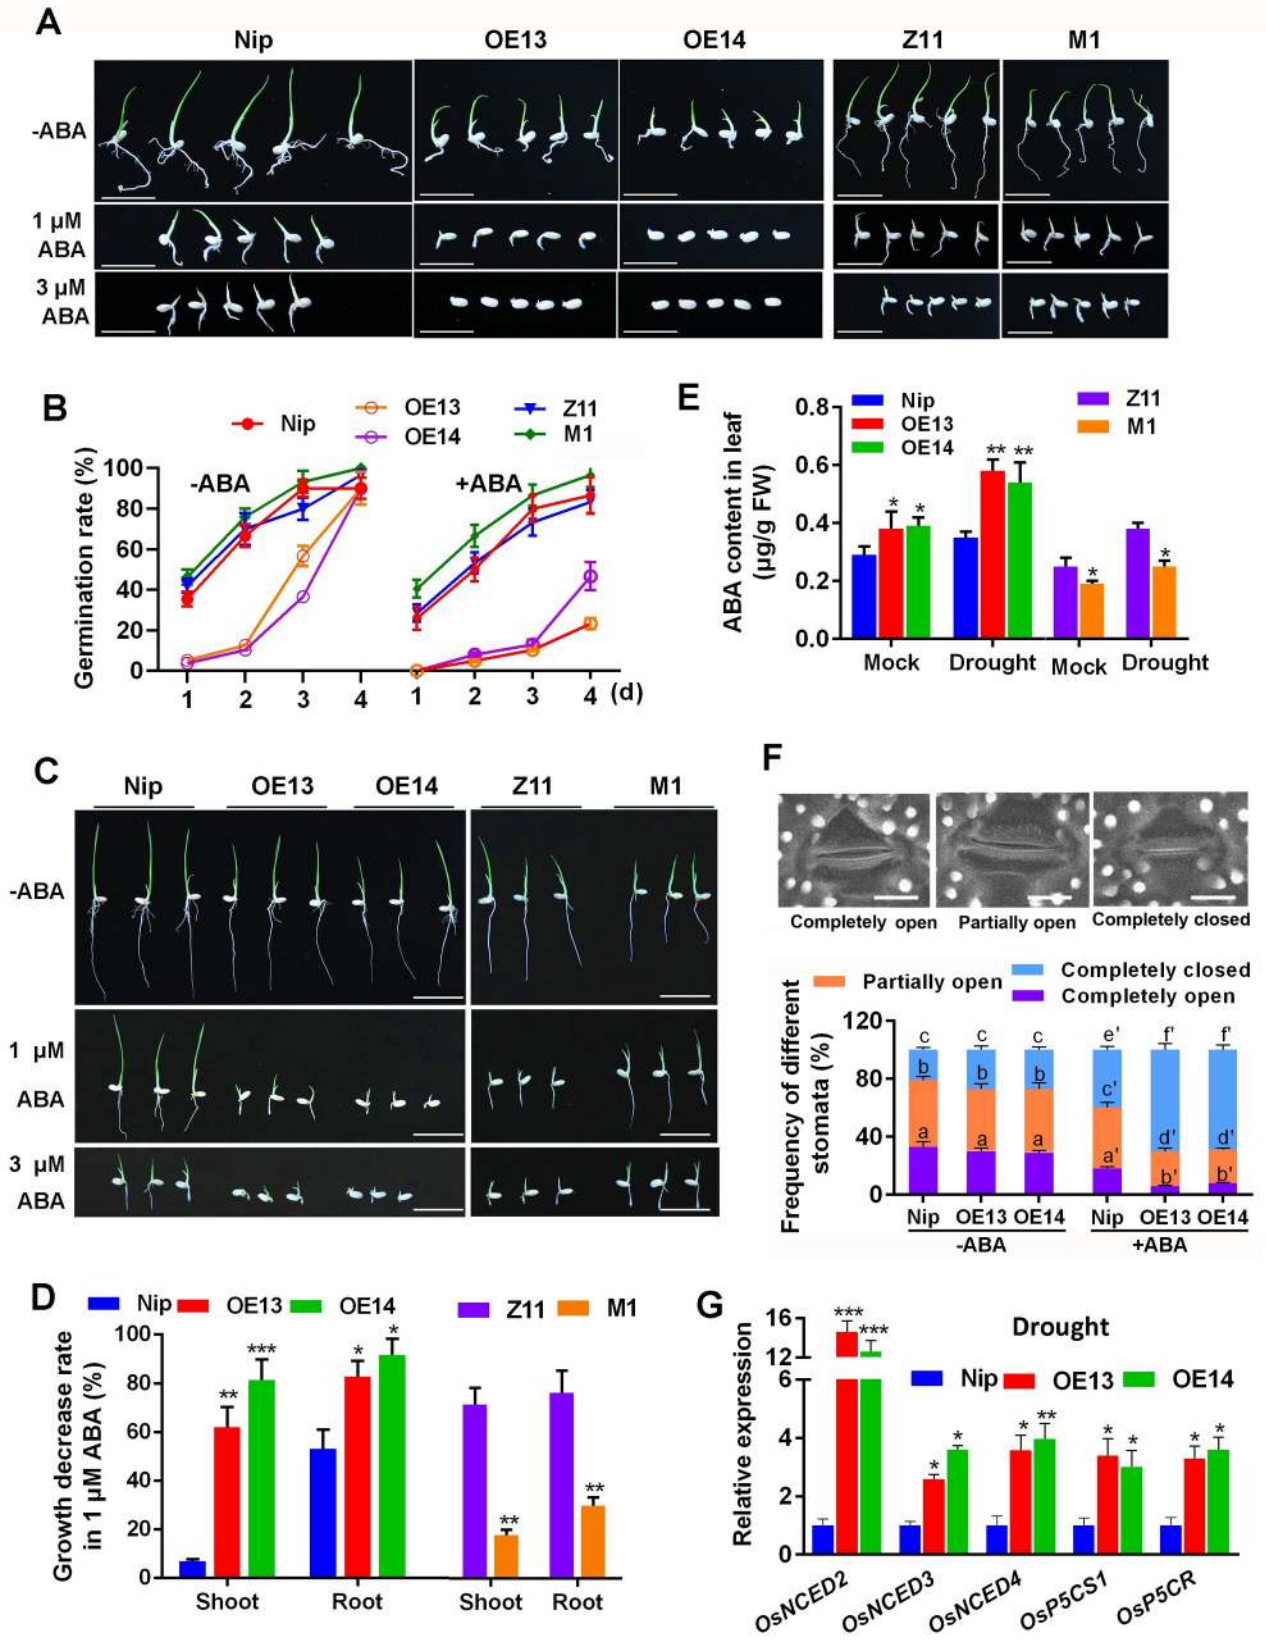 A
Nip OE13 OE14 Z11 M1
-ABA
1 µM
ABA
3 µM
ABA
B
Nip OE13 Z11
OE14 M1
Germination rate (%)
100
80
60
40
20
0
-ABA +ABA
1 2 3 4 1 2 3 4 (d)
E
Nip Z11
OE13 M1
OE14
ABA content in leaf
(µg/g FW)
0.8
0.6
0.4
0.2
0.0
* * ** ** * *
Mock Drought Mock Drought
C
Nip OE13 OE14 Z11 M1
-ABA
1 µM
ABA
3 µM
ABA
F
Completely open Partially open Completely closed
Partially open Completely closed
Completely open
Frequency of different
stomata (%)
120
80
40
0
c c c e' f' f'
b b b c' d' d'
a a a a' b' b'
Nip OE13 OE14 Nip OE13 OE14
-ABA +ABA
D
Nip OE13 OE14 Z11 M1
Growth decrease rate
in 1 µM ABA (%)
100
80
60
40
20
0
** *** * * ** **
Shoot Root Shoot Root
G
Drought
Nip OE13 OE14
Relative expression
16
12
6
4
2
0
*** *** * * * ** * * * *
OsNCED2 OsNCED3 OsNCED4 OsP5CS1 OsP5CR